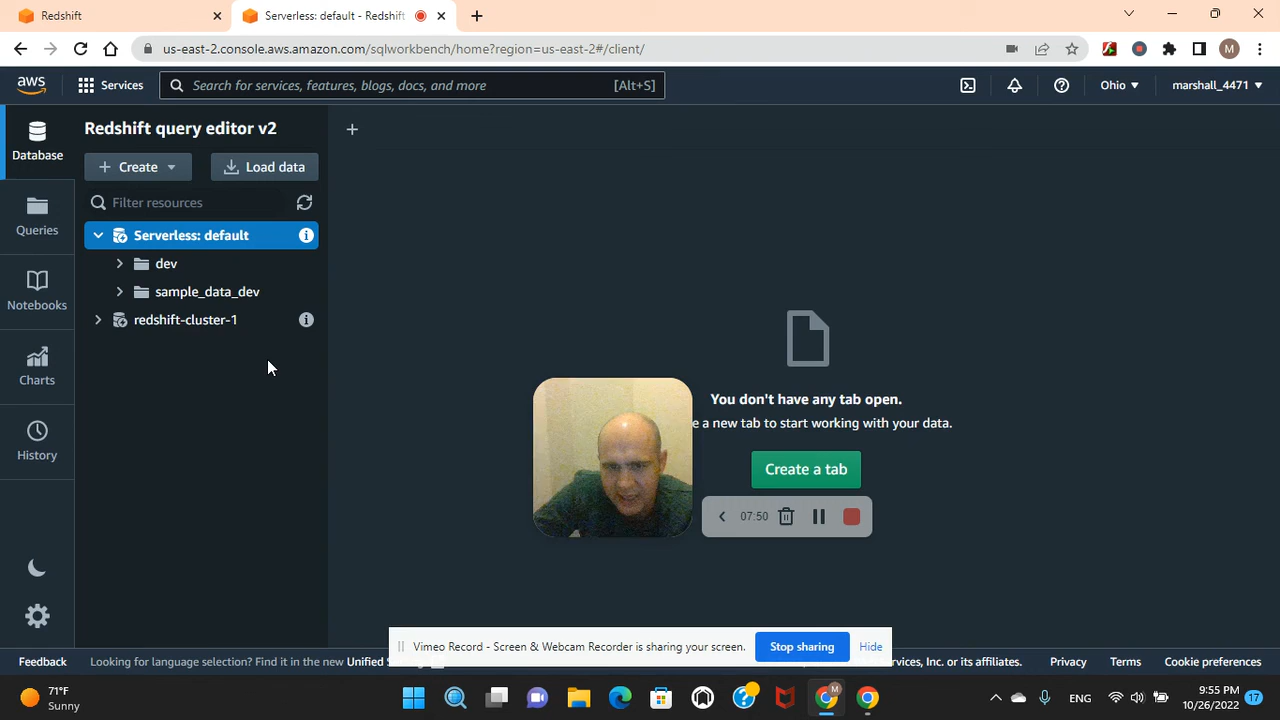 Redshift
Serverless: default - Redshift
us-east-2.console.aws.amazon.com/sqlworkbench/home?region=us-east-2#/client/
M
aws
Services
Search for services, features, blogs, docs, and more
[Alt+S]
Ohio
marshall_4471
Database
Queries
Notebooks
Charts
History
Redshift query editor v2
Create
Load data
Filter resources
Serverless: default
dev
sample_data_dev
redshift-cluster-1
You don't have any tab open.
a new tab to start working with your data.
Create a tab
07:50
Vimeo Record - Screen & Webcam Recorder is sharing your screen.
Stop sharing
Hide
Feedback
Looking for language selection? Find it in the new
Services, Inc. or its affiliates.
Privacy
Terms
Cookie preferences
71°F
Sunny
M
ENG
9:55 PM
10/26/2022
17